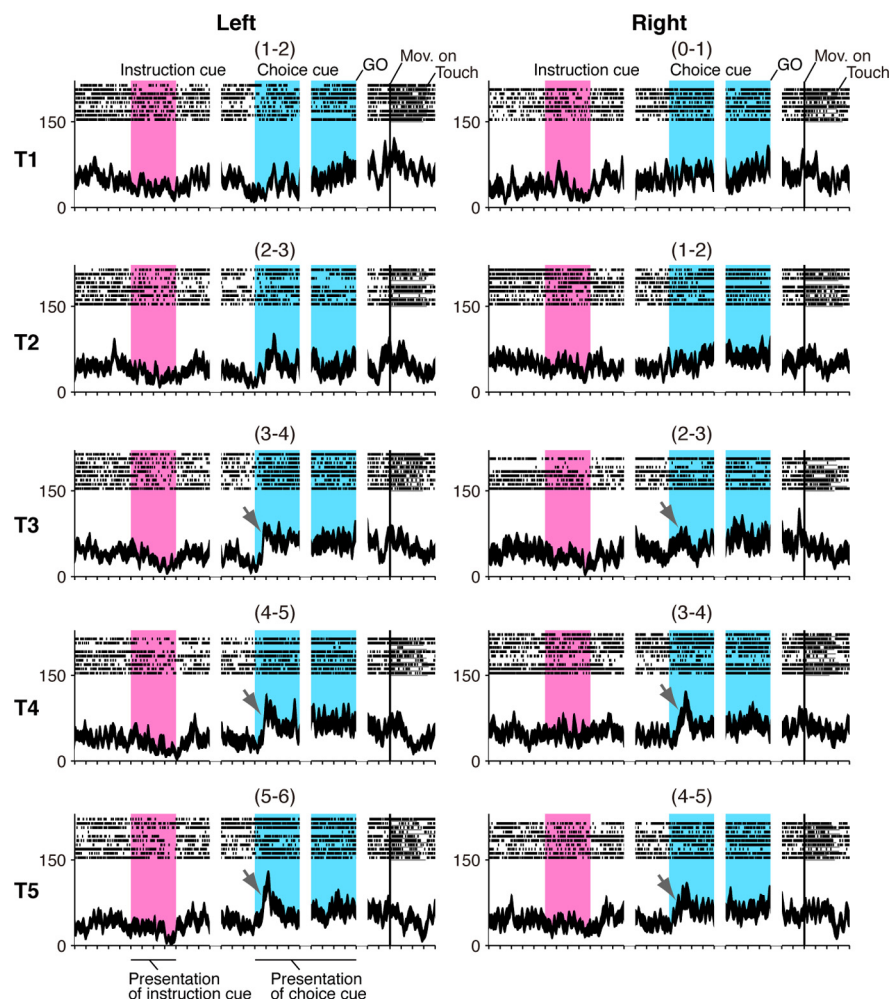 Left Right
(1-2) (0-1)
Instruction cue Choice cue GO Mov. on Touch Instruction cue Choice cue GO Mov. on Touch
T1 150 0
(2-3) (1-2)
T2 150 0 150 0
(3-4) (2-3)
T3 150 0 150 0
(4-5) (3-4)
T4 150 0 150 0
(5-6) (4-5)
T5 150 0 150 0
Presentation of instruction cue Presentation of choice cue